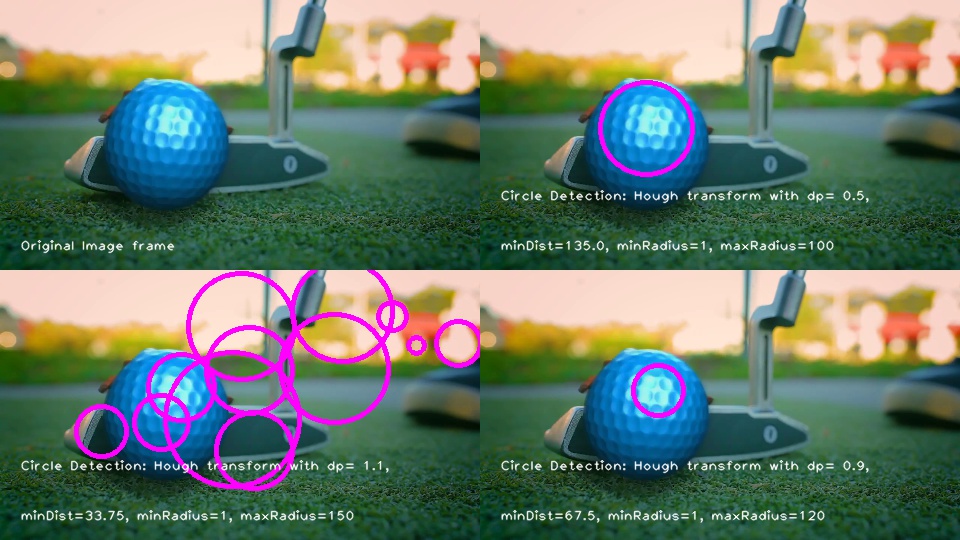 Original Image frame
Circle Detection: Hough transform with dp= 0.5,
minDist=135.0, minRadius=1, maxRadius=100
Circle Detection: Hough transform with dp= 1.1,
minDist=33.75, minRadius=1, maxRadius=150
Circle Detection: Hough transform with dp= 0.9,
minDist=67.5, minRadius=1, maxRadius=120